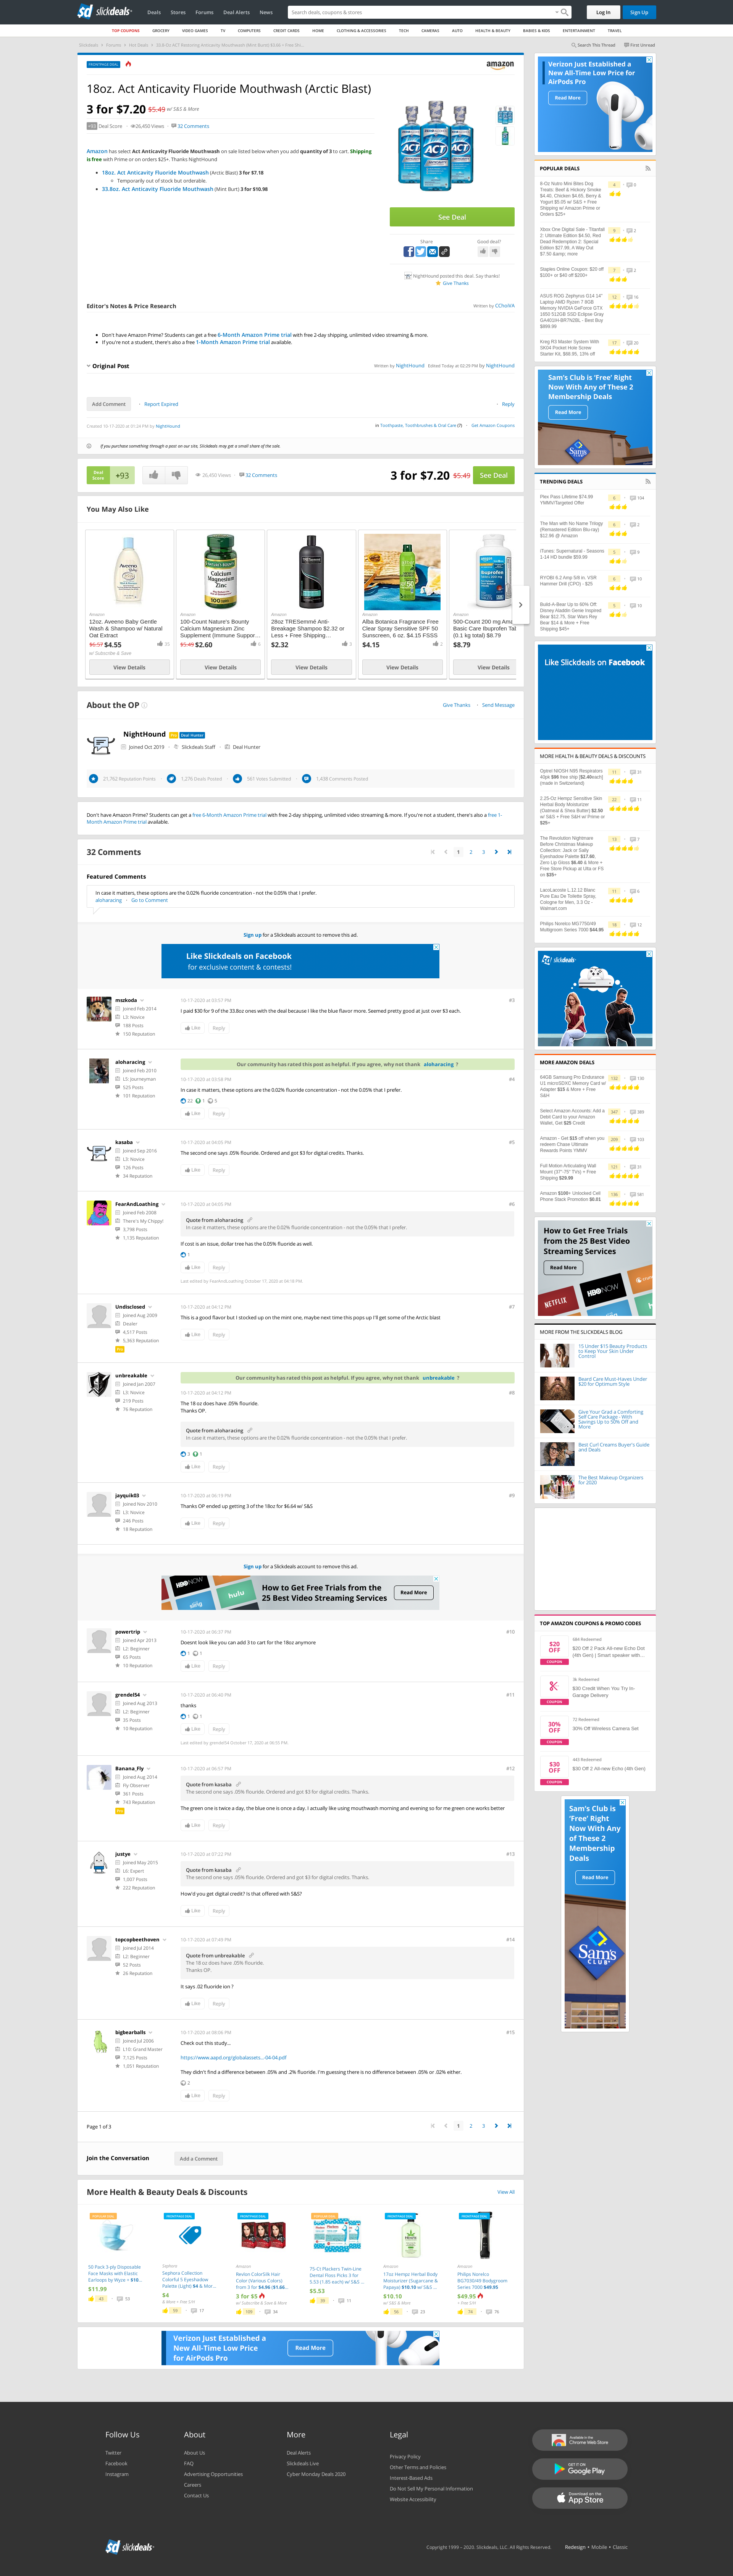 slickdeals
Deals
Stores
Forums
Deal Alerts
News
Search deals, coupons & stores
Log In
Sign Up
TOP COUPONS
GROCERY
VIDEO GAMES
TV
COMPUTERS
CREDIT CARDS
HOME
CLOTHING & ACCESSORIES
TECH
CAMERAS
AUTO
HEALTH & BEAUTY
BABIES & KIDS
ENTERTAINMENT
TRAVEL
Search This Thread
First Unread
FRONTPAGE DEAL
amazon
18oz. Act Anticavity Fluoride Mouthwash (Arctic Blast)
3 for $7.20 $5.49 w/ S&S & More
+93 Deal Score
26,450 Views
32 Comments
Amazon has select Act Anticavity Fluoride Mouthwash on sale listed below when you add quantity of 3 to cart. Shipping
is free with Prime or on orders $25+. Thanks NightHound
18oz. Act Anticavity Fluoride Mouthwash (Arctic Blast) 3 for $7.18
Temporarily out of stock but orderable.
33.8oz. Act Anticavity Fluoride Mouthwash (Mint Burst) 3 for $10.98
See Deal
Share
Good deal?
NightHound posted this deal. Say thanks!
Give Thanks
Editor's Notes & Price Research
Written by CChorVA
Don't have Amazon Prime? Students can get a free 6-Month Amazon Prime trial with free 2-day shipping, unlimited video streaming & more.
If you're not a student, there's also a free 1-Month Amazon Prime trial available.
Original Post
Written by NightHound Edited Today at 02:29 PM by NightHound
Add Comment
Report Expired
Reply
Created 10-17-2020 at 01:24 PM by NightHound
in Toothpaste, Toothbrushes & Oral Care (?)
Get Amazon Coupons
If you purchase something through a post on our site, Slickdeals may get a small share of the sale.
Deal Score
+93
26,450 Views
32 Comments
3 for $7.20 $5.49
See Deal
You May Also Like
Amazon
12oz. Aveeno Baby Gentle
Wash & Shampoo w/ Natural
Oat Extract
$6.57 $4.55
w/ Subscribe & Save
View Details
Amazon
100-Count Nature's Bounty
Calcium Magnesium Zinc
Supplement (Immune Suppor...
$5.49 $2.60
View Details
Amazon
28oz TRESemmé Anti-
Breakage Shampoo $2.32 or
Less + Free Shipping...
$2.32
View Details
Amazon
Alba Botanica Fragrance Free
Clear Spray Sensitive SPF 50
Sunscreen, 6 oz. $4.15 FSSS
$4.15
View Details
Amazon
500-Count 200 mg Ama
Basic Care Ibuprofen Tab
(0.1 kg total) $8.79
$8.79
View Details
About the OP
Give Thanks
Send Message
NightHound
Pro
Deal Hunter
Joined Oct 2019
Slickdeals Staff
Deal Hunter
21,762 Reputation Points
1,276 Deals Posted
561 Votes Submitted
1,438 Comments Posted
Don't have Amazon Prime? Students can get a free 6-Month Amazon Prime trial with free 2-day shipping, unlimited video streaming & more. If you're not a student, there's also a free 1-
Month Amazon Prime trial available.
32 Comments
1 2 3
Featured Comments
In case it matters, these options are the 0.02% fluoride concentration - not the 0.05% that I prefer.
aloharacing
Go to Comment
Sign up for a Slickdeals account to remove this ad.
Like Slickdeals on Facebook
for exclusive content & contests!
mszkoda
Joined Feb 2014
L3: Novice
188 Posts
150 Reputation
10-17-2020 at 03:57 PM
#3
I paid $30 for 9 of the 33.8oz ones with the deal because I like the blue flavor more. Seemed pretty good at just over $3 each.
Like
Reply
aloharacing
Joined Feb 2010
L5: Journeyman
525 Posts
101 Reputation
Our community has rated this post as helpful. If you agree, why not thank aloharacing ?
10-17-2020 at 03:58 PM
#4
In case it matters, these options are the 0.02% fluoride concentration - not the 0.05% that I prefer.
22 1 5
Like
Reply
kasaba
Joined Sep 2016
L3: Novice
126 Posts
34 Reputation
10-17-2020 at 04:03 PM
#5
The second one says .05% flouride. Ordered and got $3 for digital credits. Thanks.
Like
Reply
FearAndLoathing
Joined Feb 2008
There's My Chippy!
3,798 Posts
1,135 Reputation
10-17-2020 at 04:05 PM
#6
Quote from aloharacing
In case it matters, these options are the 0.02% fluoride concentration - not the 0.05% that I prefer.
If cost is an issue, dollar tree has the 0.05% fluoride as well.
1
Like
Reply
Last edited by FearAndLoathing October 17, 2020 at 04:18 PM
Undisclosed
Joined Aug 2009
Dealer
4,517 Posts
5,363 Reputation
Pro
10-17-2020 at 04:12 PM
#7
This is a good flavor but I stocked up on the mint one, maybe next time this pops up I'll get some of the Arctic blast
Like
Reply
unbreakable
Joined Jan 2007
L3: Novice
219 Posts
76 Reputation
Our community has rated this post as helpful. If you agree, why not thank unbreakable ?
10-17-2020 at 04:12 PM
#8
The 18 oz does have .05% flouride.
Thanks OP.
Quote from aloharacing
In case it matters, these options are the 0.02% fluoride concentration - not the 0.05% that I prefer.
3 1
Like
Reply
jayquik03
Joined Nov 2010
L3: Novice
246 Posts
18 Reputation
10-17-2020 at 06:19 PM
#9
Thanks OP ended up getting 3 of the 18oz for $6.64 w/ S&S
Like
Reply
Sign up for a Slickdeals account to remove this ad.
HBO NOW
sling
hulu
How to Get Free Trials from the
25 Best Video Streaming Services
Read More
powertrip
Joined Apr 2013
L2: Beginner
65 Posts
10 Reputation
10-17-2020 at 06:37 PM
#10
Doesnt look like you can add 3 to cart for the 18oz anymore
1 1
Like
Reply
grendel54
Joined Aug 2013
L2: Beginner
35 Posts
10 Reputation
10-17-2020 at 06:48 PM
#11
thanks
1 1
Like
Reply
Last edited by grendel54 October 17, 2020 at 06:55 PM
Banana_Fly
Joined Aug 2014
Fly Observer
361 Posts
743 Reputation
Pro
10-17-2020 at 06:57 PM
#12
Quote from kasaba
The second one says .05% flouride. Ordered and got $3 for digital credits. Thanks.
The green one is twice a day, the blue one is once a day. I actually like using mouthwash morning and evening so for me green one works better
Like
Reply
justye
Joined May 2015
L6: Expert
1,007 Posts
222 Reputation
10-17-2020 at 07:22 PM
#13
Quote from kasaba
The second one says .05% flouride. Ordered and got $3 for digital credits. Thanks.
How'd you get digital credit? Is that offered with S&S?
Like
Reply
topcopbeethoven
Joined Jul 2014
L2: Beginner
52 Posts
26 Reputation
10-17-2020 at 07:49 PM
#14
Quote from unbreakable
The 18 oz does have .05% flouride.
Thanks OP.
It says .02 fluoride ion ?
Like
Reply
bigbearballs
Joined Jul 2006
L10: Grand Master
7,125 Posts
1,051 Reputation
10-17-2020 at 08:06 PM
#15
Check out this study...
https://www.aapd.org/globalassets...-04-04.pdf
They didn't find a difference between .05% and .2% fluoride. I'm guessing there is no difference between .05% or .02% either.
2
Like
Reply
Page 1 of 3
1 2 3
Join the Conversation
Add a Comment
More Health & Beauty Deals & Discounts
View All
50 Pack 3-ply Disposable
Face Masks with Elastic
Earloops by Wyze + $10...
$11.99
Sephora
Sephora Collection
Colorful 5 Eyeshadow
Palette (Light) $4 & Mor...
$4
Amazon
Revlon ColorSilk Hair
Color (Various Colors):
from 3 for $4.96 ($1.66...
3 for $5
75-Ct Plackers Twin-Line
Dental Floss Picks 3 for
5.53 (1.85 each) w/ S&S...
$5.53
Amazon
17oz Hempz Herbal Body
Moisturizer (Sugarcane &
Papaya) $10.10 w/ S&S ...
$10.10
w/ S&S & More
Amazon
Philips Norelco
BG7030/49 Bodygroom
Series 7000 $49.95
$49.95
+ Free S/H
Verizon Just Established a
New All-Time Low Price
for AirPods Pro
Read More
Verizon Just Established
a New All-Time Low Price for
AirPods Pro
Read More
POPULAR DEALS
8-Oz Nutro Mini Bites Dog
Treats: Beef & Hickory Smoke
$4.40, Chicken $4.65, Berry &
Yogurt $5.65 w/ S&S + Free
Shipping w/ Amazon Prime or
Orders $25+
Xbox One Digital Sale - Titanfall
2: Ultimate Edition $4.50, Red
Dead Redemption 2: Special
Edition $27.99, A Way Out
$7.50 &amp; more
Staples Online Coupon: $20 off
$100+ or $40 off $200+
ASUS ROG Zephyrus G14 14"
Laptop AMD Ryzen 7 8GB
Memory NVIDIA GeForce GTX
1650 512GB SSD Eclipse Gray
GA401IH-BR7N2BL - Best Buy
$899.99
Kreg R3 Master System With
SK04 Pocket Hole Screw
Starter Kit, $66.85, 13% off
Sam's Club is 'Free' Right
Now With Any of These 2
Membership Deals
Read More
TRENDING DEALS
Plex Pass Lifetime $74.99
YMMV/Targeted Offer
The Man with No Name Trilogy
(Remastered Edition Blu-ray)
$12.96 @ Amazon
iTunes: Supernatural - Seasons
1-14 HD bundle $59.99
RYOBI 6.2 Amp 5/8 in. VSR
Hammer Drill (CPO) - $25
Build-A-Bear Up to 60% Off:
Disney Aladdin Genie Inspired
Bear $12.75, Star Wars Rey
Bear $14 & More + Free
Shipping $45+
Like Slickdeals on Facebook
MORE HEALTH & BEAUTY DEALS & DISCOUNTS
Opine NIOSH N95 Respirators
40pk $96 free ship [$2.40each]
(made in Switzerland)
2.25-Oz Hempz Sensitive Skin
Herbal Body Moisturizer
(Oatmeal & Shea Butter) $2.50
w/ S&S + Free S&H w/ Prime or
$25+
The Revolution Nightmare
Before Christmas Makeup
Collection: Jack or Sally
Eyeshadow Palette $17.60,
Zero Lip Gloss $6.40 & More +
Free Store Pickup at Ulta or FS
on $35+
LacoLacoste L.12.12 Blanc
Pure Eau De Toilette Spray,
Cologne for Men, 3.3 Oz -
Walmart.com
Philips Norelco MG7750/49
Multigroom Series 7000 $44.95
slickdeals
MORE AMAZON DEALS
64GB Samsung Pro Endurance
U1 microSDXC Memory Card w/
Adapter $15 & More + Free
S&H
Select Amazon Accounts: Add a
Debit Card to your Amazon
Wallet, Get $25 Credit
Amazon - Get $15 off when you
redeem Chase Ultimate
Rewards Points YMMV
Full Motion Articulating Wall
Mount (37"-75" TVs) + Free
Shipping $29.99
Amazon $100+ Unlocked Cell
Phone Stack Promotion $0.01
How to Get Free Trials
from the 25 Best Video
Streaming Services
Read More
NETFLIX
HBO NOW
hulu
MORE FROM THE SLICKDEALS BLOG
15 Under $15 Beauty Products
to Keep Your Skin Under
Control
Beard Care Must-Haves Under
$20 for Optimum Style
Give Your Grad a Comforting
Self Care Package - With
Savings Up to 50% Off and
More
Best Curl Creams Buyer's Guide
and Deals
The Best Makeup Organizers
for 2020
TOP AMAZON COUPONS & PROMO CODES
$20 OFF
COUPON
684 Redeemed
$20 Off 2 Pack All-new Echo Dot
(4th Gen) | Smart speaker with...
COUPON
3k Redeemed
$30 Credit When You Try In-
Garage Delivery
30% OFF
COUPON
72 Redeemed
30% Off Wireless Camera Set
$30 OFF
COUPON
443 Redeemed
$30 Off 2 All-new Echo (4th Gen)
Sam's Club is
'Free' Right
Now With Any
of These 2
Membership
Deals
Read More
Sam's CLUB
Follow Us
Twitter
Facebook
Instagram
About
About Us
FAQ
Advertising Opportunities
Careers
Contact Us
More
Deal Alerts
Slickdeals Live
Cyber Monday Deals 2020
Legal
Privacy Policy
Other Terms and Policies
Interest-Based Ads
Do Not Sell My Personal Information
Website Accessibility
Available in the Chrome Web Store
GET IT ON Google Play
Download on the App Store
slickdeals
Copyright 1999 - 2020. Slickdeals, LLC. All Rights Reserved.
Redesign • Mobile • Classic